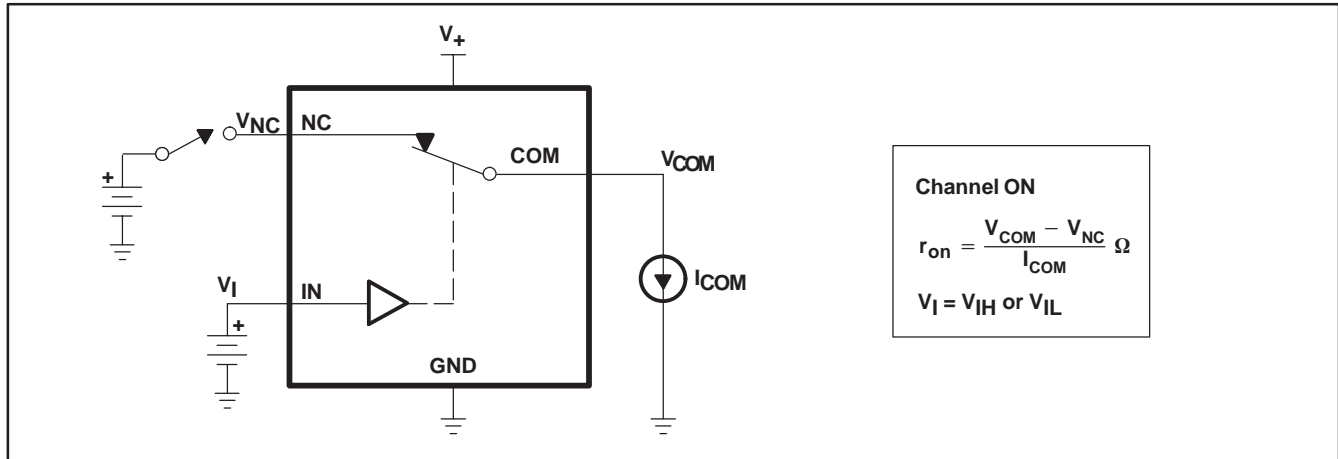 V+
VNC NC
COM
VCOM
+
VI
IN
+
ICOM
GND
Channel ON
ron = VCOM − VNC / ICOM Ω
VI = VIH or VIL